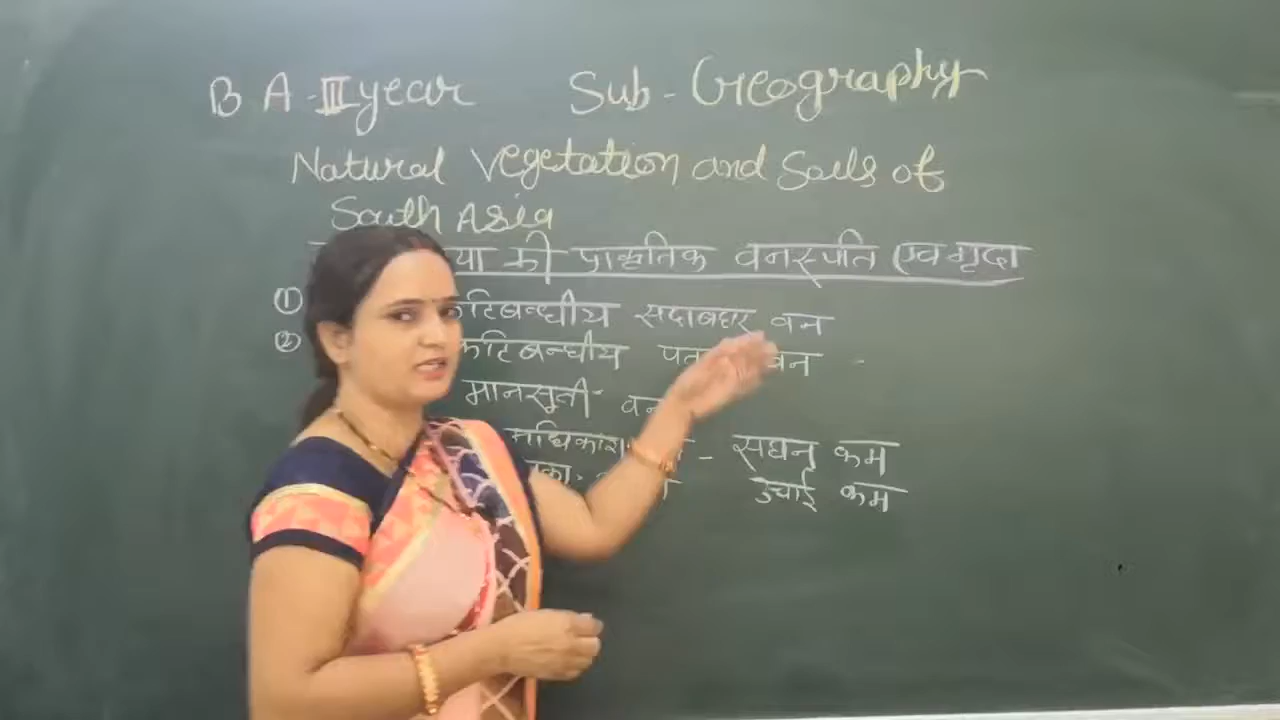 B A - III year Sub - Geography
Natural Vegetation and Soils of
South Asia
की प्राकृतिक वनस्पति एवं मृदा
① कटिबन्धीय सदाबहार वन
② कटिबन्धीय वन -
मानसूनी वन
- सघन कम
उंचाई कम